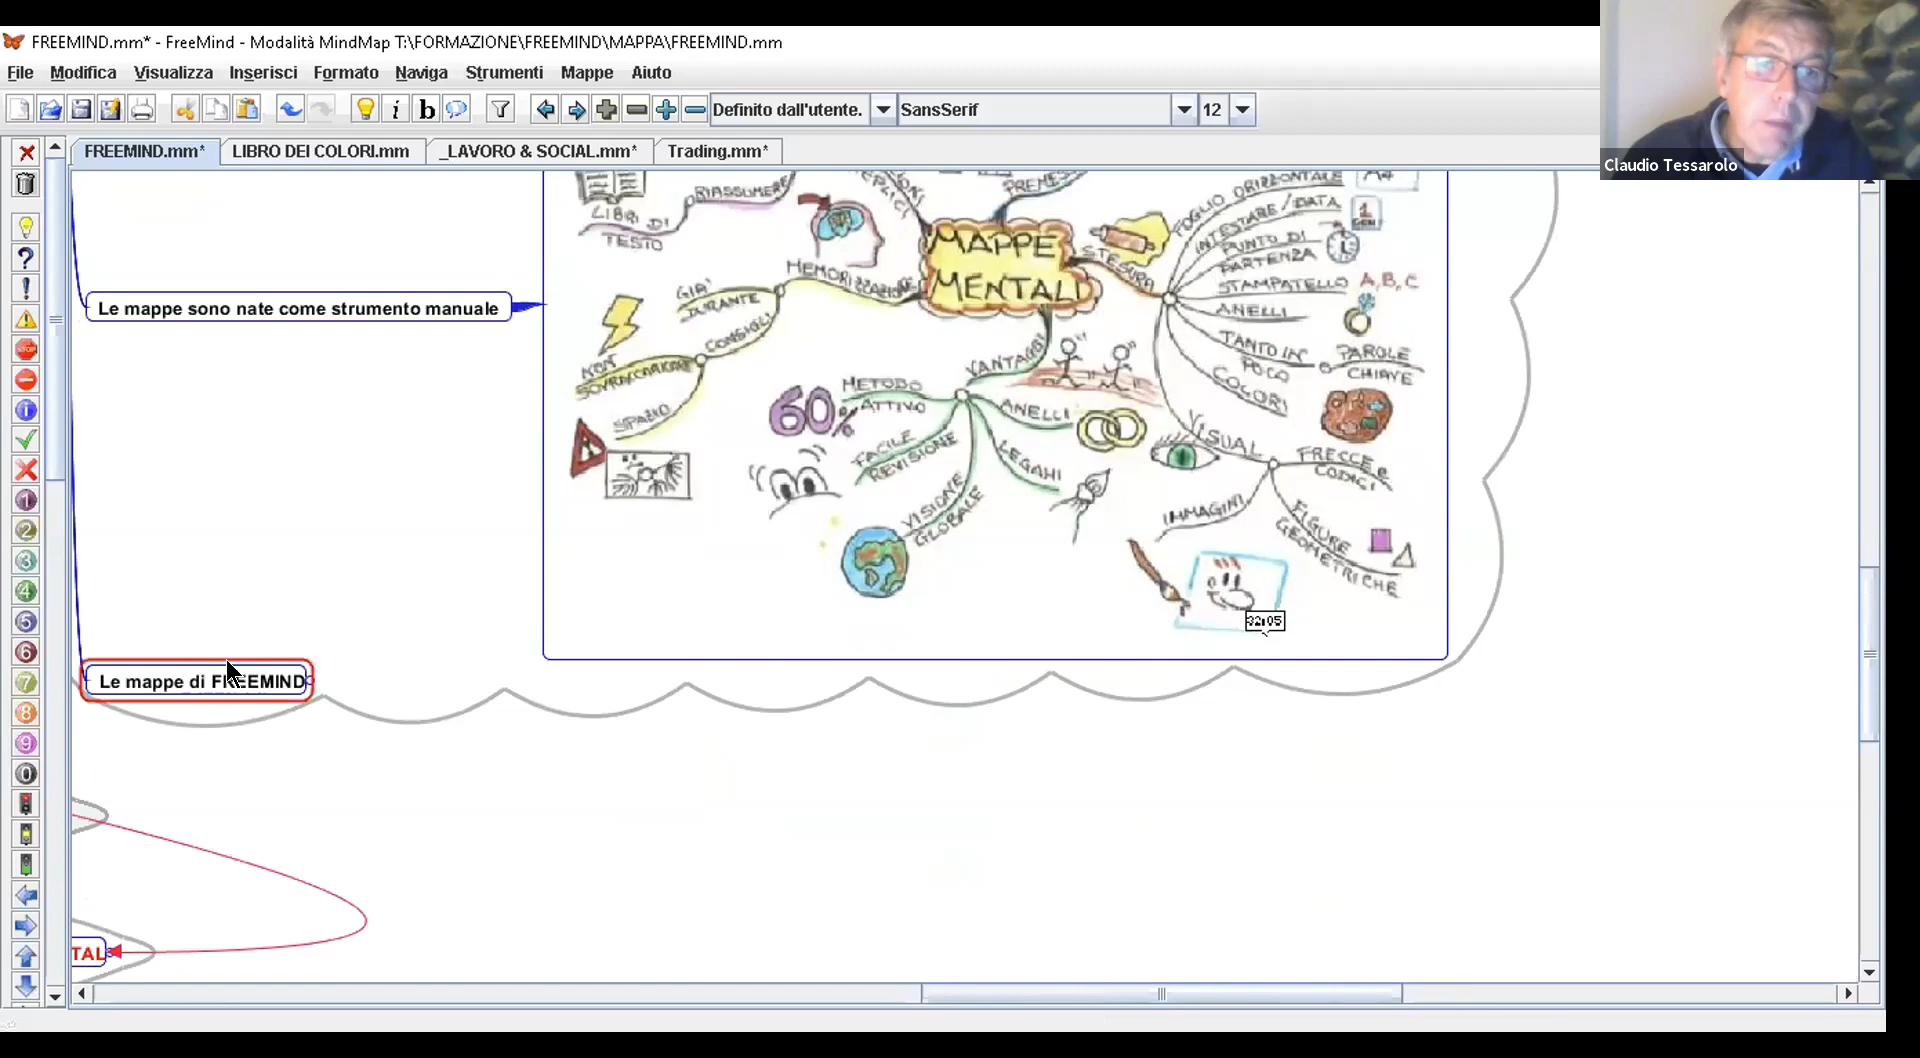 FREEMIND.mm* - FreeMind - Modalità MindMap T:\FORMAZIONE\FREEMIND\MAPPA\FREEMIND.mm
File Modifica Visualizza Inserisci Formato Naviga Strumenti Mappe Aiuto
Definito dall'utente. SansSerif 12
Claudio Tessarolo
FREEMIND.mm* LIBRO DEI COLORI.mm _LAVORO & SOCIAL.mm* Trading.mm*
Le mappe sono nate come strumento manuale
Le mappe di FREEMIND
MAPPE
MENTALI
RIASSUMERE
LIBRI DI
TESTO
MEMORIZZAZIONE
GIA'
DURANTE
CONSIGLI
NON
SOVRACCARICARE
SPAZIO
STESURA
FOGLIO ORIZZONTALE
A4
INTESTARE/DATA
1
GEN
PUNTO DI
PARTENZA
STAMPATELLO A,B,C
ANELLI
TANTO IN
POCO
PAROLE
CHIAVE
COLORI
VISUAL
FRECCE e
CODICI
IMMAGINI
FIGURE
GEOMETRICHE
VANTAGGI
METODO
ATTIVO
60%
FACILE
REVISIONE
VISIONE
GLOBALE
ANELLI
LEGAMI
32:05
TAL